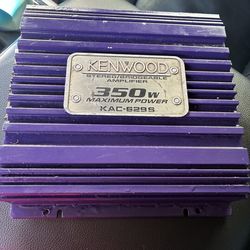 KENWOOD
STEREO/BRIDGEABLE
AMPLIFIER
350W
MAXIMUM POWER
KAC-629S